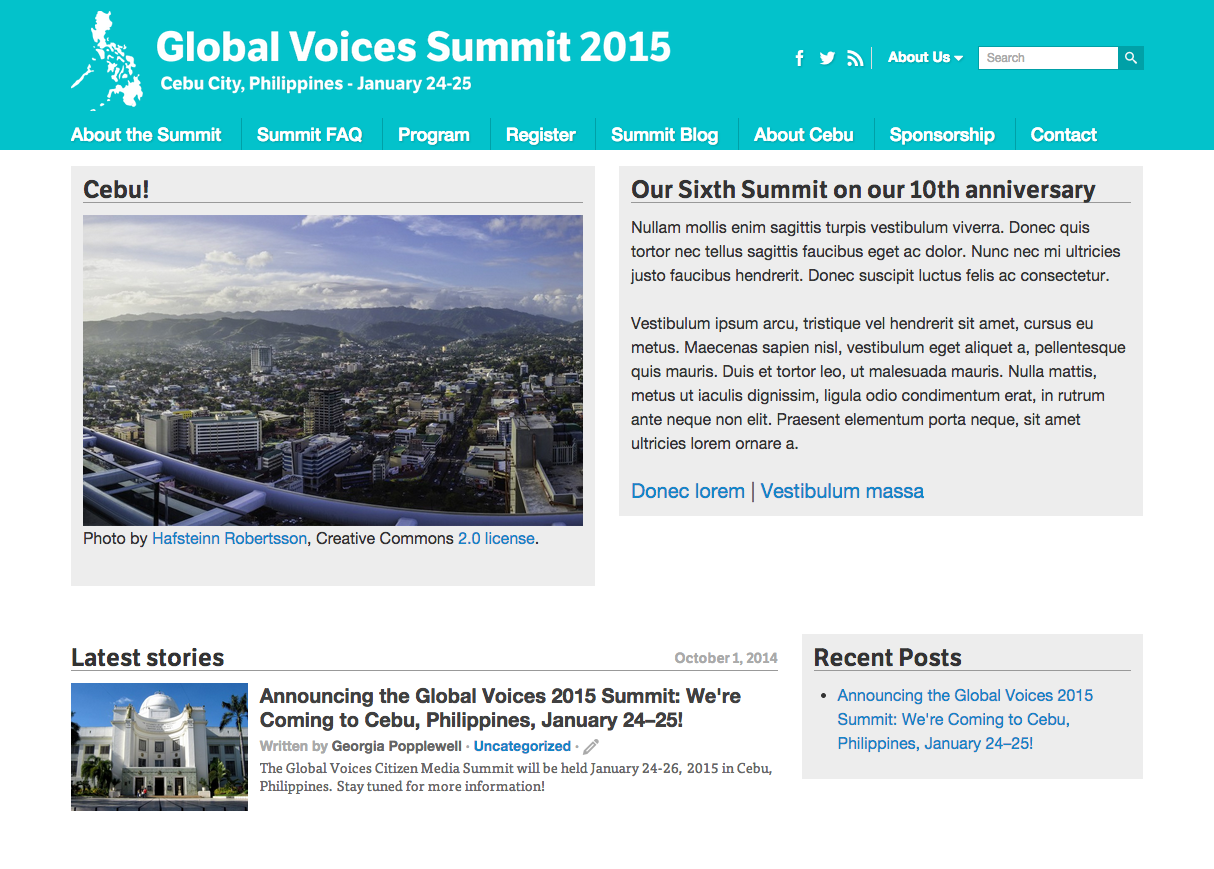 Global Voices Summit 2015
Cebu City, Philippines - January 24-25
About Us
Search
About the Summit
Summit FAQ
Program
Register
Summit Blog
About Cebu
Sponsorship
Contact
Cebu!
Photo by Hafsteinn Robertsson, Creative Commons 2.0 license.
Our Sixth Summit on our 10th anniversary
Nullam mollis enim sagittis turpis vestibulum viverra. Donec quis
tortor nec tellus sagittis faucibus eget ac dolor. Nunc nec mi ultricies
justo faucibus hendrerit. Donec suscipit luctus felis ac consectetur.
Vestibulum ipsum arcu, tristique vel hendrerit sit amet, cursus eu
metus. Maecenas sapien nisl, vestibulum eget aliquet a, pellentesque
quis mauris. Duis et tortor leo, ut malesuada mauris. Nulla mattis,
metus ut iaculis dignissim, ligula odio condimentum erat, in rutrum
ante neque non elit. Praesent elementum porta neque, sit amet
ultricies lorem ornare a.
Donec lorem | Vestibulum massa
Latest stories
October 1, 2014
Announcing the Global Voices 2015 Summit: We're
Coming to Cebu, Philippines, January 24–25!
Written by Georgia Popplewell · Uncategorized ·
The Global Voices Citizen Media Summit will be held January 24-26, 2015 in Cebu,
Philippines. Stay tuned for more information!
Recent Posts
• Announcing the Global Voices 2015
Summit: We're Coming to Cebu,
Philippines, January 24–25!